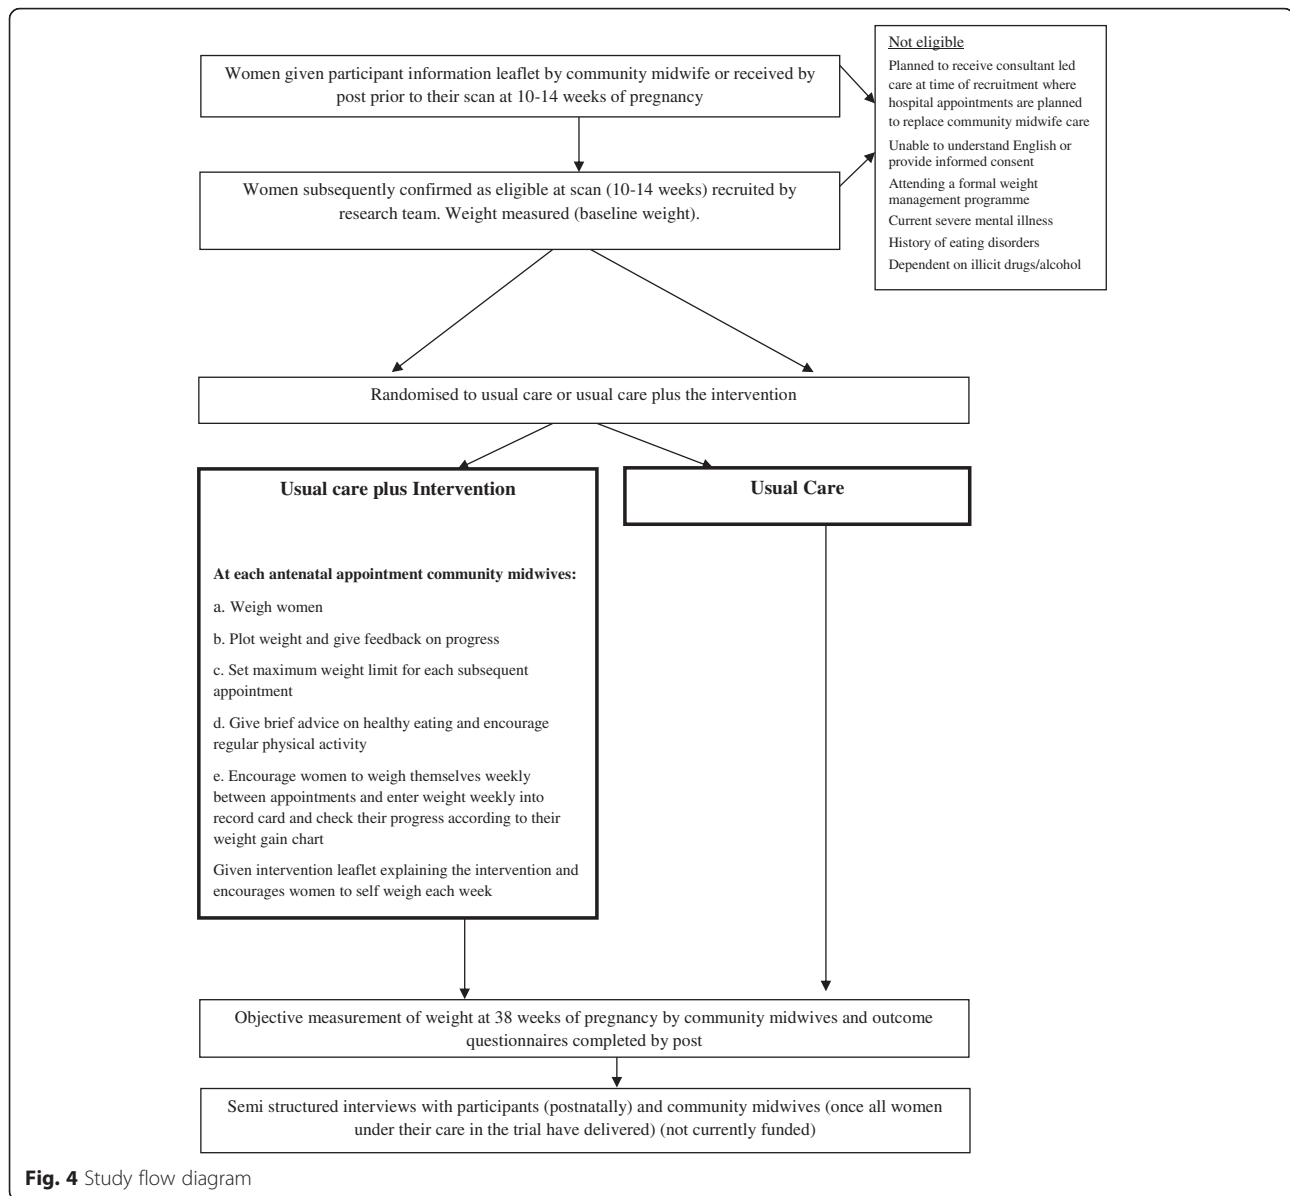 Women given participant information leaflet by community midwife or received by
post prior to their scan at 10-14 weeks of pregnancy
Not eligible
Planned to receive consultant led
care at time of recruitment where
hospital appointments are planned
to replace community midwife care
Unable to understand English or
provide informed consent
Attending a formal weight
management programme
Current severe mental illness
History of eating disorders
Dependent on illicit drugs/alcohol
Women subsequently confirmed as eligible at scan (10-14 weeks) recruited by
research team. Weight measured (baseline weight).
Randomised to usual care or usual care plus the intervention
Usual care plus Intervention
At each antenatal appointment community midwives:
a. Weigh women
b. Plot weight and give feedback on progress
c. Set maximum weight limit for each subsequent
appointment
d. Give brief advice on healthy eating and encourage
regular physical activity
e. Encourage women to weigh themselves weekly
between appointments and enter weight weekly into
record card and check their progress according to their
weight gain chart
Given intervention leaflet explaining the intervention and
encourages women to self weigh each week
Usual Care
Objective measurement of weight at 38 weeks of pregnancy by community midwives and outcome
questionnaires completed by post
Semi structured interviews with participants (postnatally) and community midwives (once all women
under their care in the trial have delivered) (not currently funded)
Fig. 4 Study flow diagram